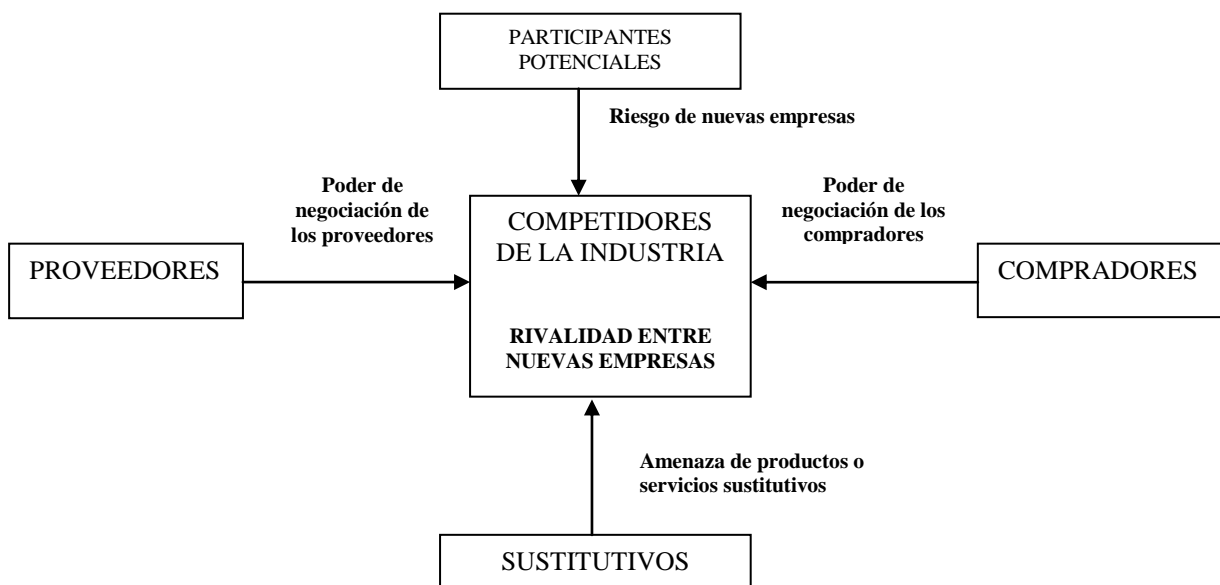 PARTICIPANTES
POTENCIALES
Riesgo de nuevas empresas
Poder de
negociación de
los proveedores
COMPETIDORES
DE LA INDUSTRIA
Poder de
negociación de los
compradores
PROVEEDORES
COMPRADORES
RIVALIDAD ENTRE
NUEVAS EMPRESAS
Amenaza de productos o
servicios sustitutivos
SUSTITUTIVOS